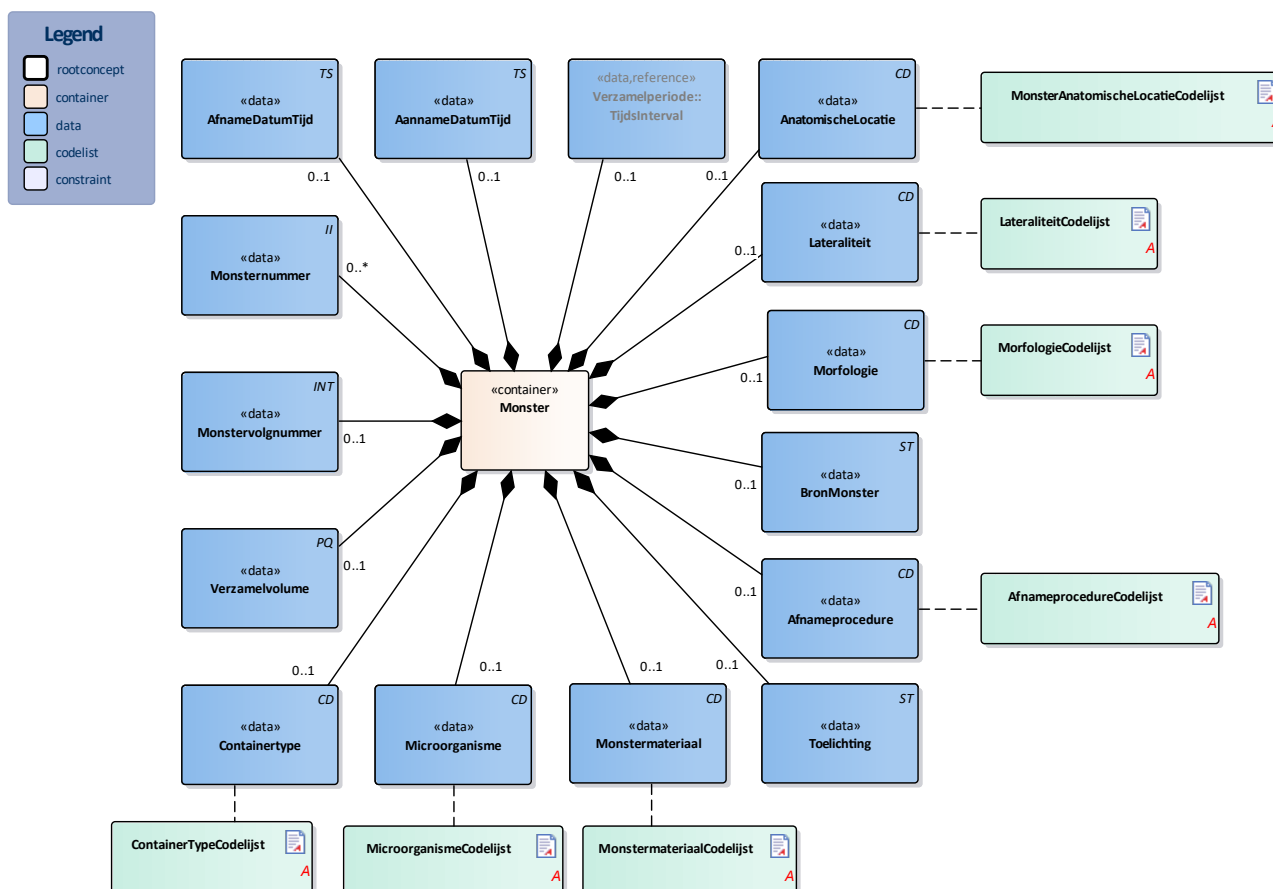 Legend
rootconcept
container
data
codelist
constraint
TS
«data»
AfnameDatumTijd
0..1
TS
«data»
AannameDatumTijd
0..1
«data,reference»
Verzamelperiode::
TijdsInterval
0..1
CD
«data»
AnatomischeLocatie
0..1
MonsterAnatomischeLocatieCodelijst
A
II
«data»
Monsternummer
0..*
CD
«data»
Lateraliteit
0..1
LateraliteitCodelijst
A
CD
«data»
Morfologie
0..1
MorfologieCodelijst
A
«container»
Monster
INT
«data»
Monstervolgnummer
0..1
ST
«data»
BronMonster
0..1
PQ
«data»
Verzamelvolume
0..1
CD
«data»
Afnameprocedure
0..1
AfnameprocedureCodelijst
A
0..1
CD
«data»
Containertype
0..1
CD
«data»
Microorganisme
0..1
CD
«data»
Monstermateriaal
0..1
ST
«data»
Toelichting
ContainerTypeCodelijst
A
MicroorganismeCodelijst
A
MonstermateriaalCodelijst
A